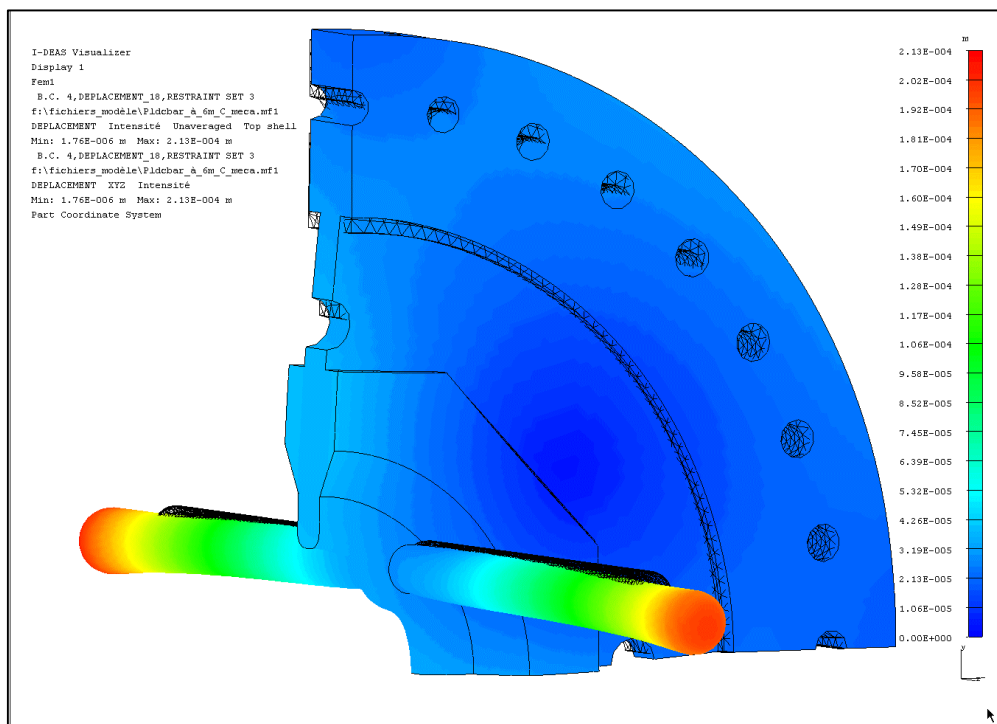 I-DEAS Visualizer
Display 1
Fem1
B.C. 4,DEPLACEMENT_18,RESTRAINT SET 3
f:\fichiers_modèle\Pldcbar_à_6m_C_meca.mf1
DEPLACEMENT Intensité Unaveraged Top shell
Min: 1.76E-006 m Max: 2.13E-004 m
B.C. 4,DEPLACEMENT_18,RESTRAINT SET 3
f:\fichiers_modèle\Pldcbar_à_6m_C_meca.mf1
DEPLACEMENT XYZ Intensité
Min: 1.76E-006 m Max: 2.13E-004 m
Part Coordinate System
m
2.13E-004
2.02E-004
1.92E-004
1.81E-004
1.70E-004
1.60E-004
1.49E-004
1.38E-004
1.28E-004
1.17E-004
1.06E-004
9.58E-005
8.52E-005
7.45E-005
6.39E-005
5.32E-005
4.26E-005
3.19E-005
2.13E-005
1.06E-005
0.00E+000
y